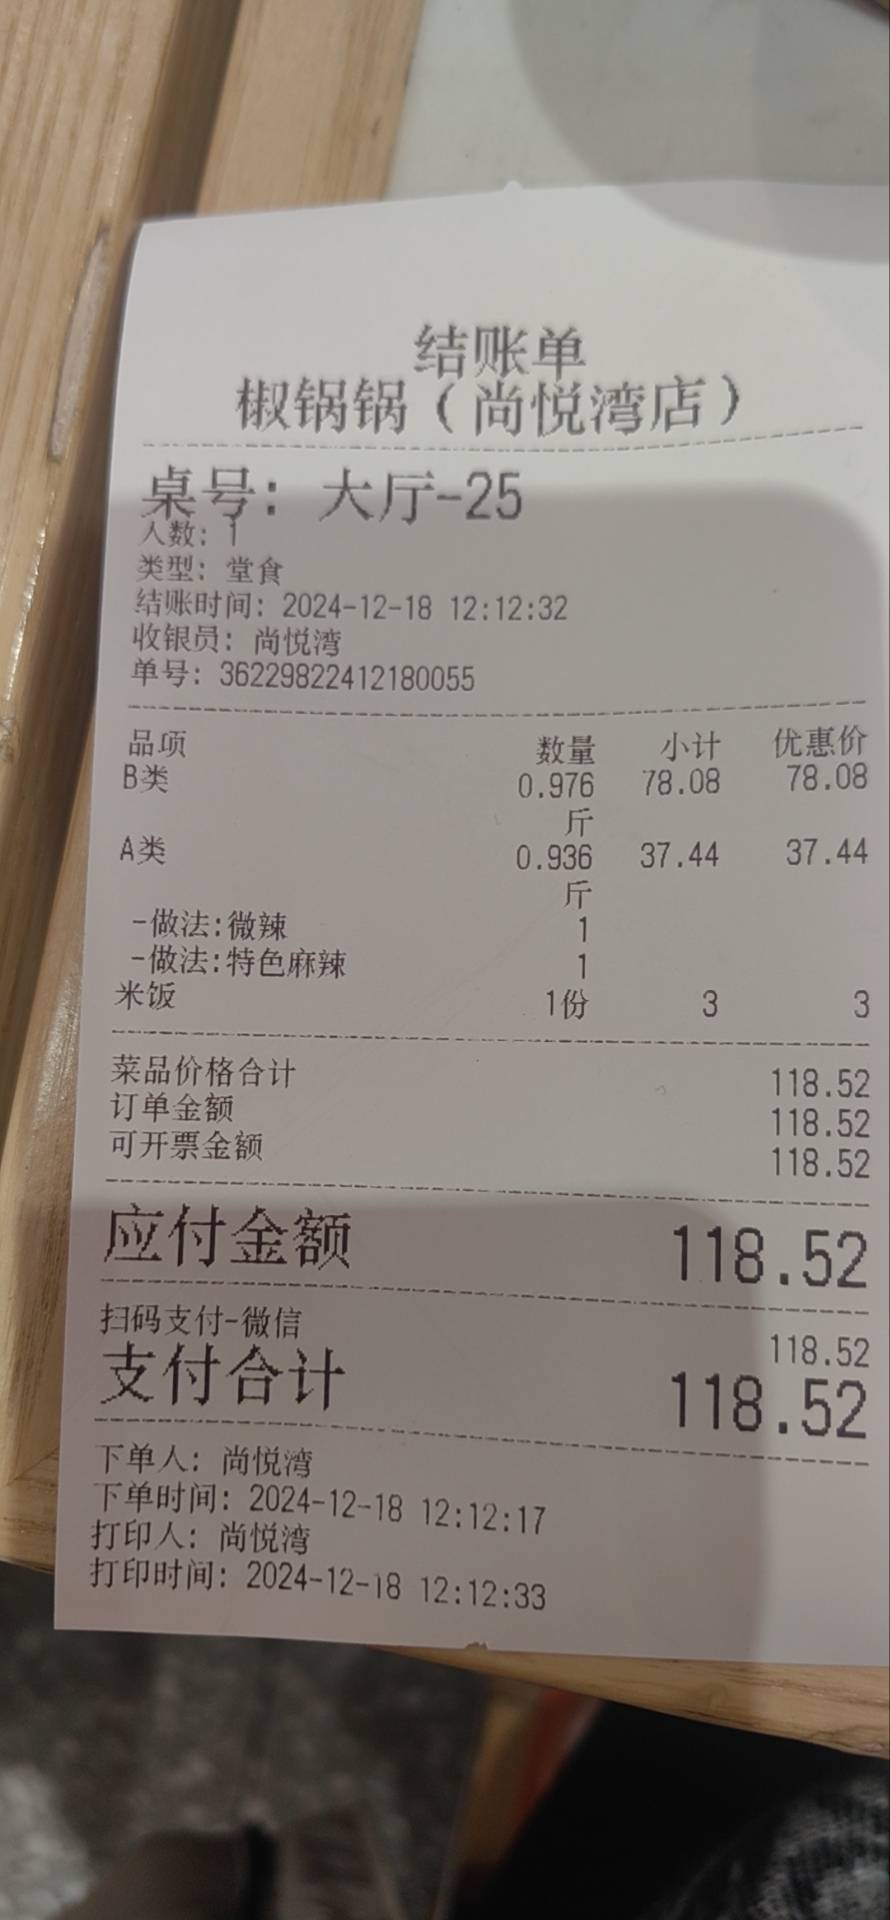 结账单
椒锅锅（尚悦湾店）
桌号：大厅-25
人数：1
类型：堂食
结账时间：2024-12-18 12:12:32
收银员：尚悦湾
单号：36229822412180055
品项 数量 小计 优惠价
B类 0.976 78.08 78.08
斤
A类 0.936 37.44 37.44
斤
-做法:微辣 1
-做法:特色麻辣 1
米饭 1份 3 3
菜品价格合计 118.52
订单金额 118.52
可开票金额 118.52
应付金额 118.52
扫码支付-微信 118.52
支付合计 118.52
下单人：尚悦湾
下单时间：2024-12-18 12:12:17
打印人：尚悦湾
打印时间：2024-12-18 12:12:33